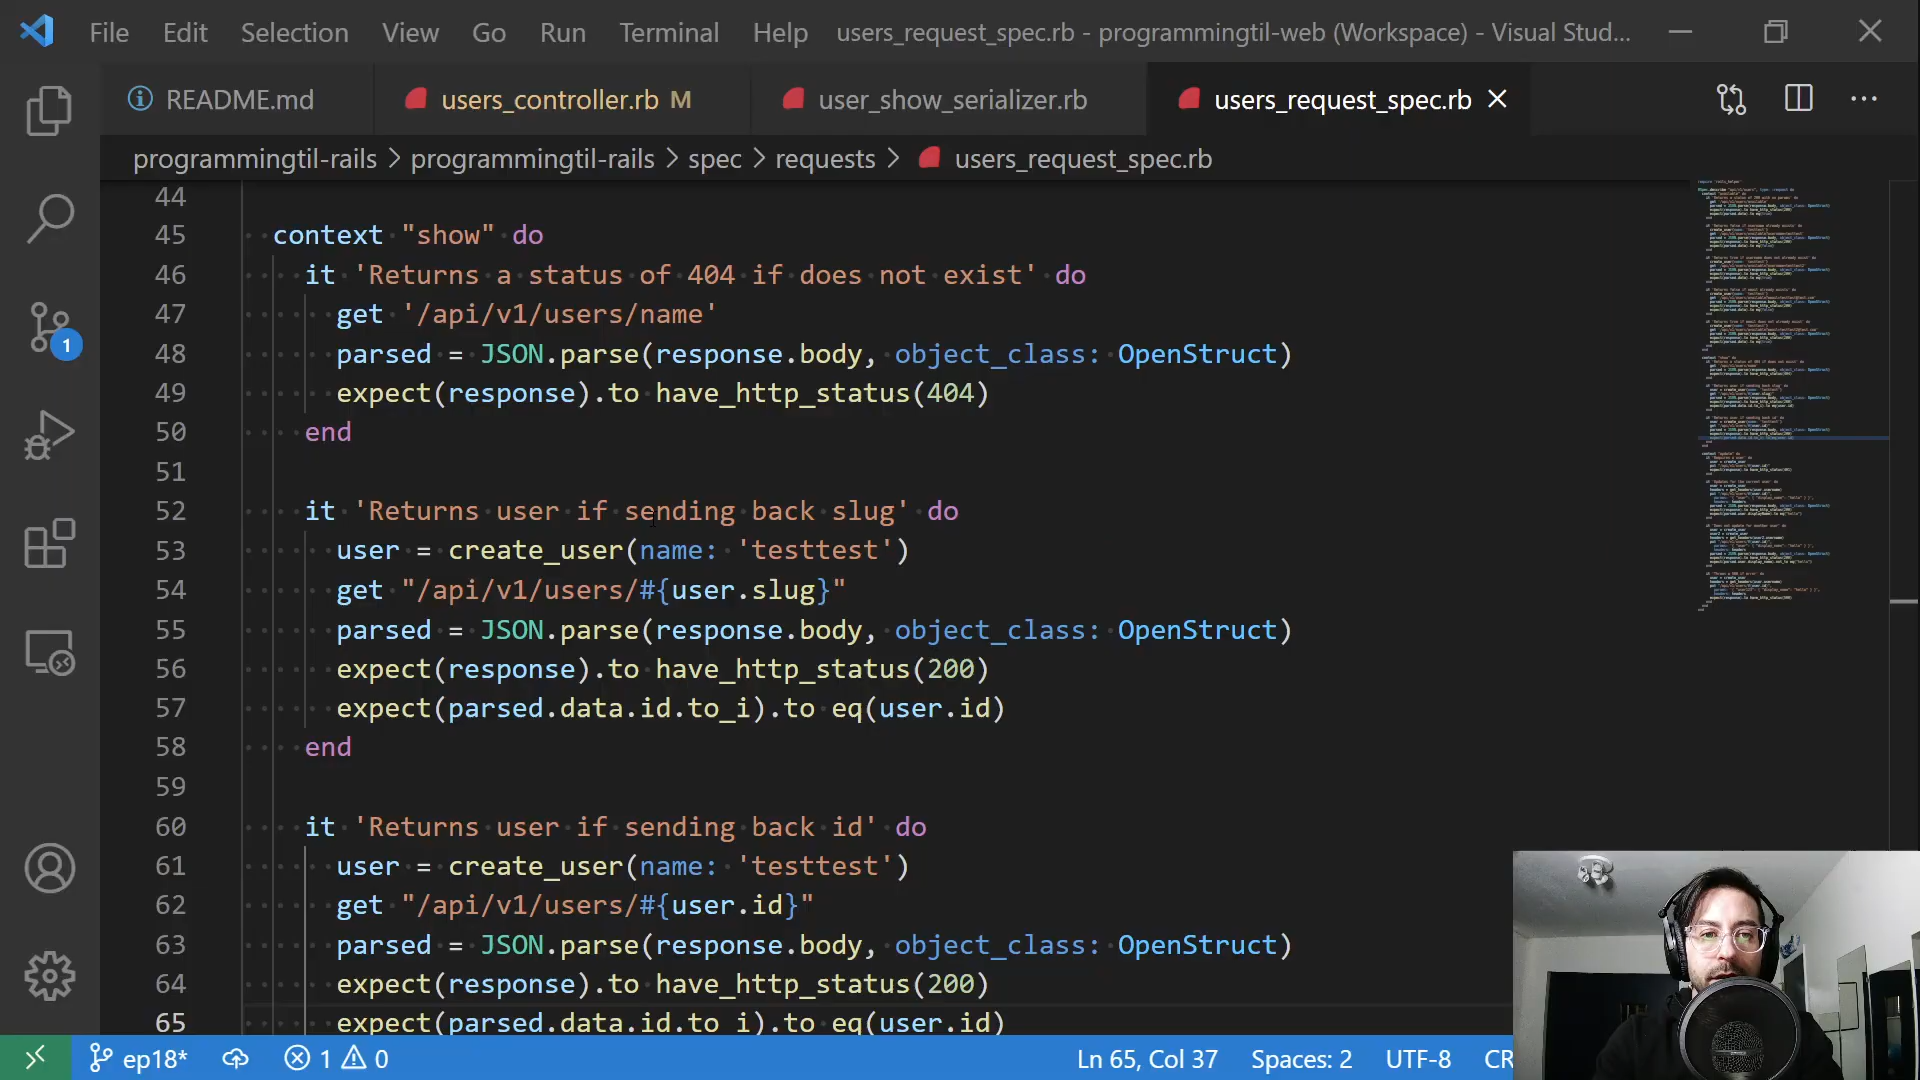 File Edit Selection View Go Run Terminal Help users_request_spec.rb - programmingtil-web (Workspace) - Visual Stud...
README.md users_controller.rb M user_show_serializer.rb users_request_spec.rb
programmingtil-rails > programmingtil-rails > spec > requests > users_request_spec.rb
44
45 context "show" do
46 it 'Returns a status of 404 if does not exist' do
47 get '/api/v1/users/name'
48 parsed = JSON.parse(response.body, object_class: OpenStruct)
49 expect(response).to have_http_status(404)
50 end
51
52 it 'Returns user if sending back slug' do
53 user = create_user(name: 'testtest')
54 get "/api/v1/users/#{user.slug}"
55 parsed = JSON.parse(response.body, object_class: OpenStruct)
56 expect(response).to have_http_status(200)
57 expect(parsed.data.id.to_i).to eq(user.id)
58 end
59
60 it 'Returns user if sending back id' do
61 user = create_user(name: 'testtest')
62 get "/api/v1/users/#{user.id}"
63 parsed = JSON.parse(response.body, object_class: OpenStruct)
64 expect(response).to have_http_status(200)
65 expect(parsed.data.id.to_i).to eq(user.id)
1
ep18* 1 0 Ln 65, Col 37 Spaces: 2 UTF-8 CR